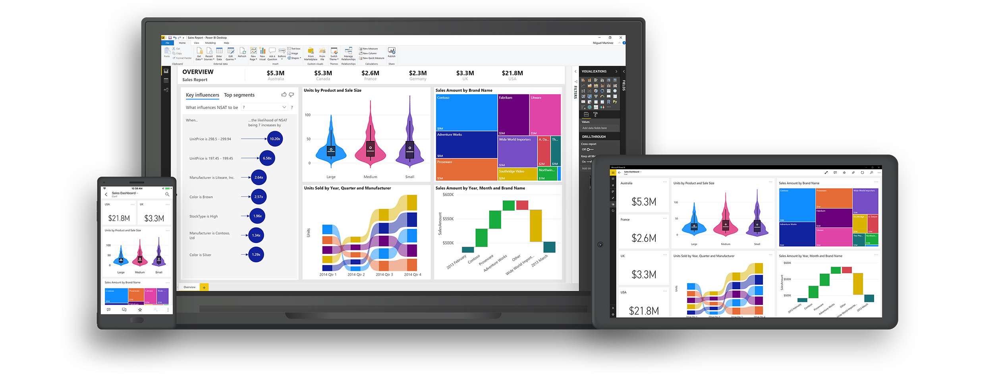 Sales Report - Power BI Desktop
Miguel Martinez
File Home View Modeling Help
Paste
Cut
Copy
Format Painter
Clipboard
Get Data
Recent Sources
Enter Data
Edit Queries
Refresh
External data
New Page
New Visual
Ask A Question
Buttons
Text box
Image
Shapes
Insert
From Marketplace
From File
Custom visuals
Switch Theme
Themes
Manage Relationships
Relationships
New Measure
New Column
New Quick Measure
Calculations
Publish
Share
OVERVIEW
Sales Report
$5.3M
Australia
$5.3M
Canada
$2.6M
France
$2.3M
Germany
$3.3M
UK
$21.8M
USA
Key influencers Top segments
What influences NSAT to be 7 ?
When...
....the likelihood of NSAT
being 7 increases by
UnitPrice is 298.5 - 299.94 10.20x
UnitPrice is 197.45 - 199.45 6.58x
Manufacturer is Litware, Inc. 2.64x
Color is Brown 2.57x
StockType is High 1.96x
Manufacturer is Contoso,
Ltd
1.34x
Color is Silver 1.29x
Units by Product and Sale Size
100
50
0
Large Medium Small
Sales Amount by Brand Name
Contoso
$9M
Adventure Works
$6M
Proseware
$5M
Fabrikam
$5M
Litware
$5M
Wide World Importers
$5M
A. Da...
$2M
Th...
$1M
Southridge Video
$2M
Northwin...
$1M
Units Sold by Year, Quarter and Manufacturer
Units
2014 Qtr 1 2014 Qtr 2 2014 Qtr 3 2014 Qtr 4
Sales Amount by Year, Month and Brand Name
SalesAmount
$600K
$550K
$500K
2013 February
Contoso
Proseware
Adventure Works
Other
Wide World Import...
2013 March
Overview +
FILTERS
VISUALIZATIONS
FIELDS
R Py
Values
Add data fields here
DRILLTHROUGH
Cross-report
Off
Keep all filte
On
Add dri
12:38 AM
Sales Dashboard
Conf
USA
$21.8M
UK
$3.3M
Units by Product and Sale Size
100
50
0
Large Medium Small
Sales Amount by Brand Name
Contoso
$9M
Proseware
$5M
Fabrikam
Litware
$5M
Wide ...
$5M
Microsoft Power BI
Sales Dashboard
Conf
Australia
$5.3M
France
$2.6M
UK
$3.3M
USA
$21.8M
Units by Product and Sale Size
100
50
0
Large Medium Small
Sales Amount by Brand Name
Contoso
$9M
Adventure Works
$6M
Proseware
$5M
Fabrikam
$5M
Litware
$5M
Wide World Importers
$5M
Southridge ...
$2M
A. Datum
$2M
The Pho...
$1M
Northwin...
$1M
Units Sold by Year, Quarter and Manufacturer
Units
2014 Qtr 1 2014 Qtr 2 2014 Qtr 3 2014 Qtr 4
Sales Amount by Year, Month and Brand Name
SalesAmount
$600K
$550K
$500K
2013 February
Contoso
Proseware
Adventure Works
Other
Wide World Importe...
2013 March